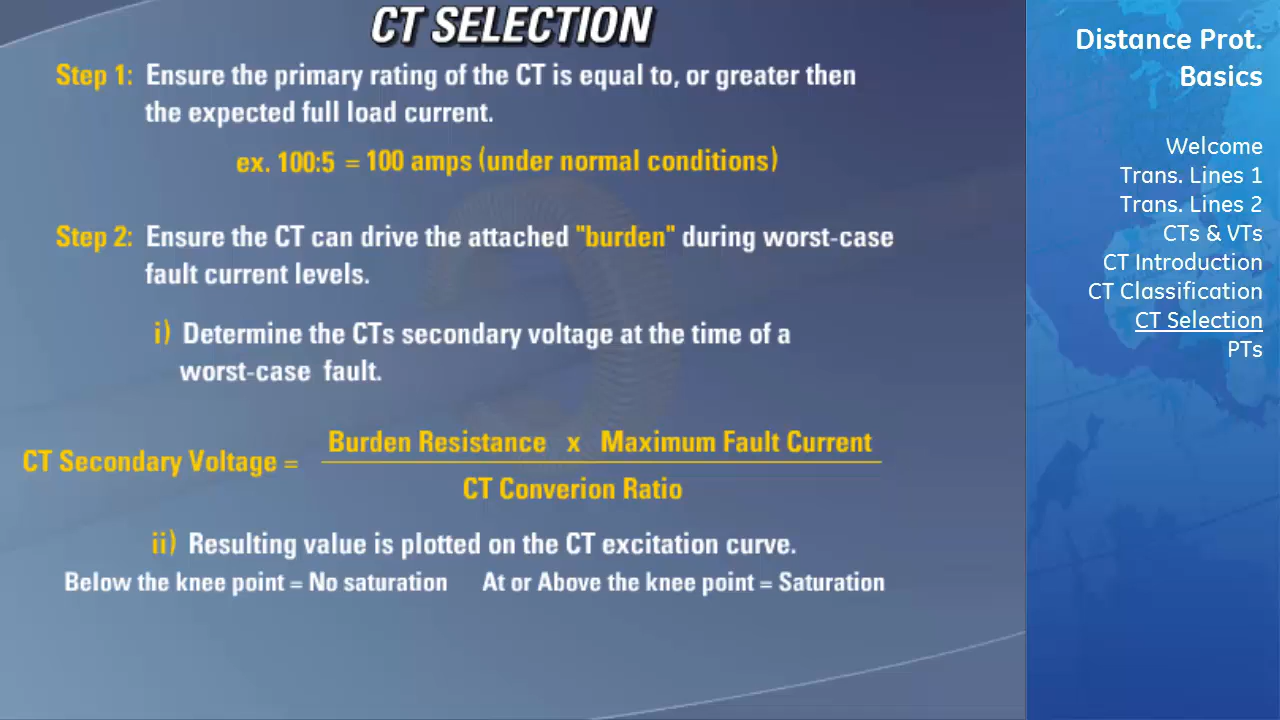 CT SELECTION
Step 1: Ensure the primary rating of the CT is equal to, or greater then
the expected full load current.
ex. 100:5 = 100 amps (under normal conditions)
Step 2: Ensure the CT can drive the attached "burden" during worst-case
fault current levels.
i) Determine the CTs secondary voltage at the time of a
worst-case fault.
CT Secondary Voltage = Burden Resistance x Maximum Fault Current
CT Converion Ratio
ii) Resulting value is plotted on the CT excitation curve.
Below the knee point = No saturation At or Above the knee point = Saturation
Distance Prot.
Basics
Welcome
Trans. Lines 1
Trans. Lines 2
CTs & VTs
CT Introduction
CT Classification
CT Selection
PTs